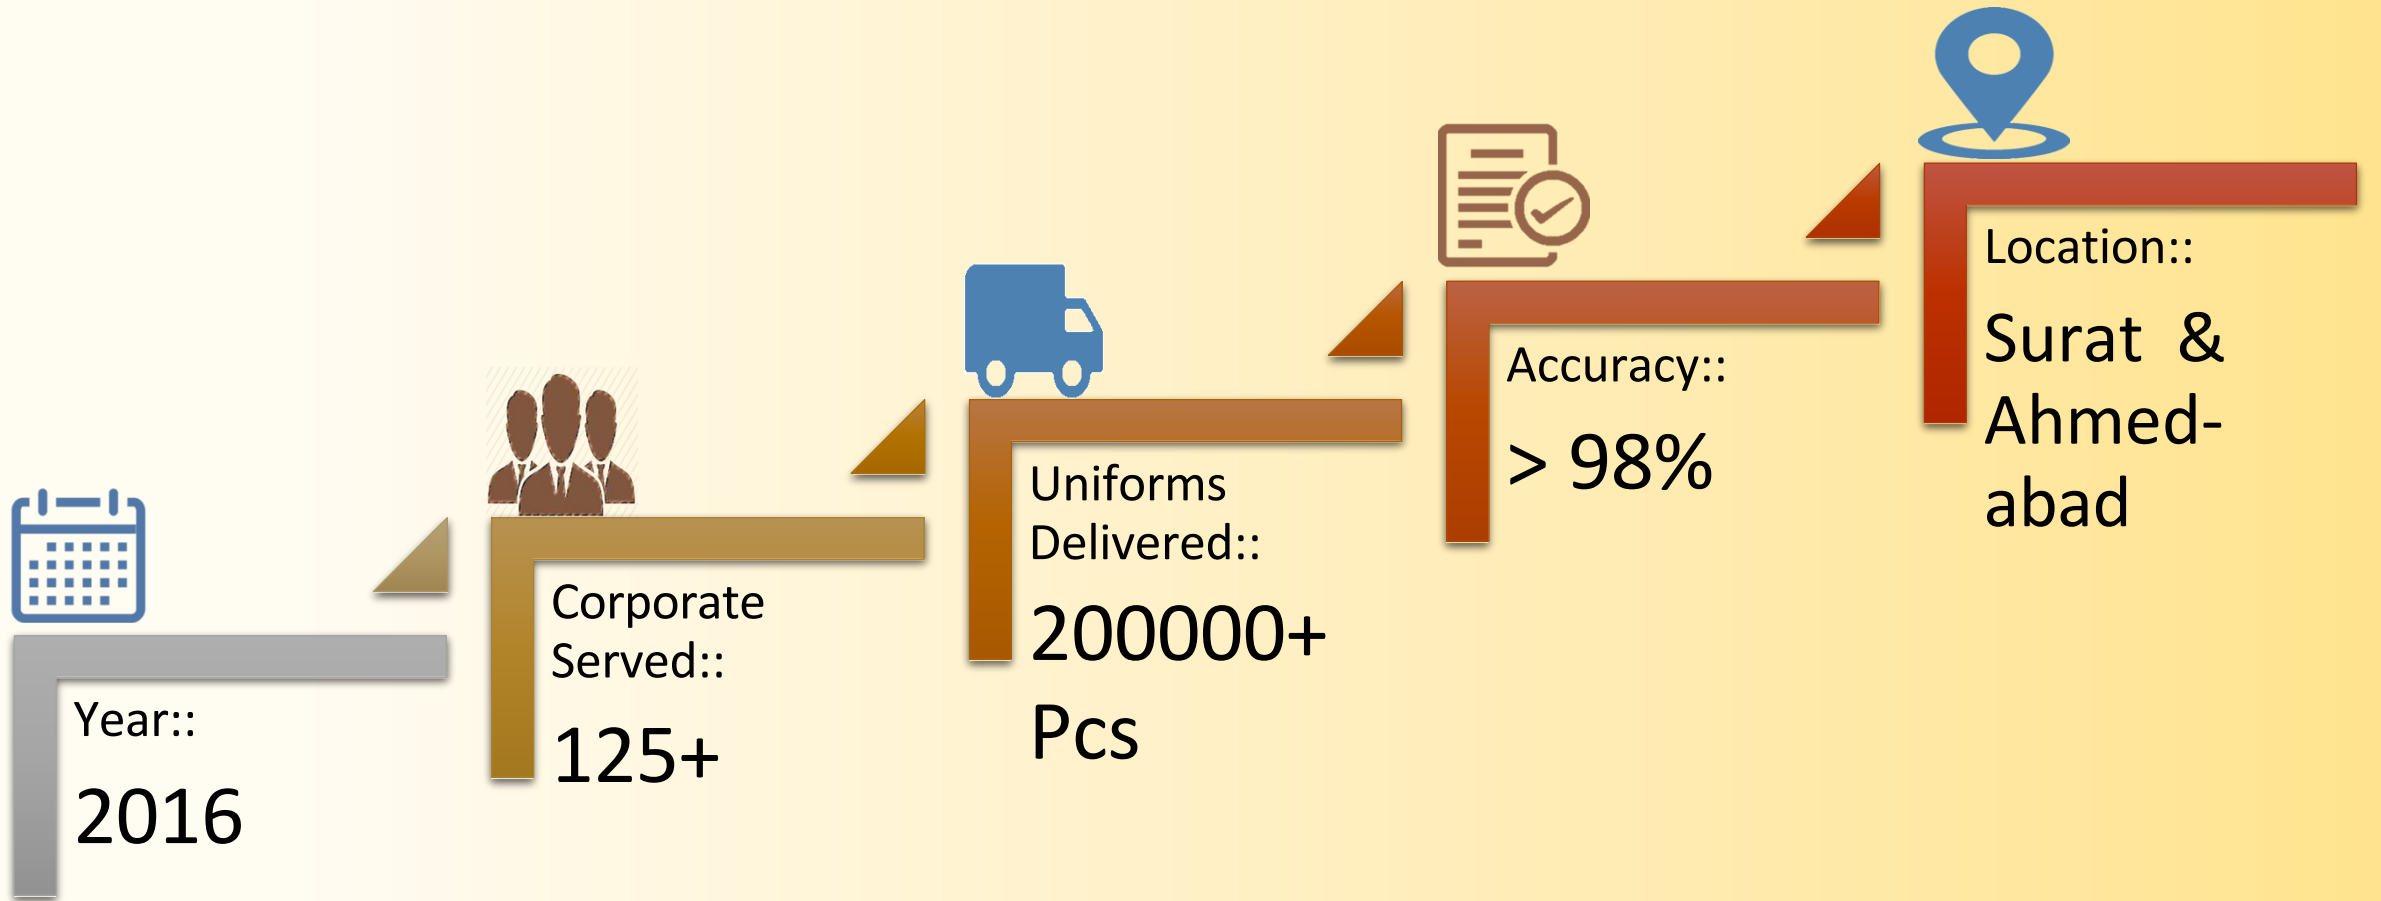 Year::
2016
Corporate
Served::
125+
Uniforms
Delivered::
200000+
Pcs
Accuracy::
> 98%
Location::
Surat &
Ahmed-
abad